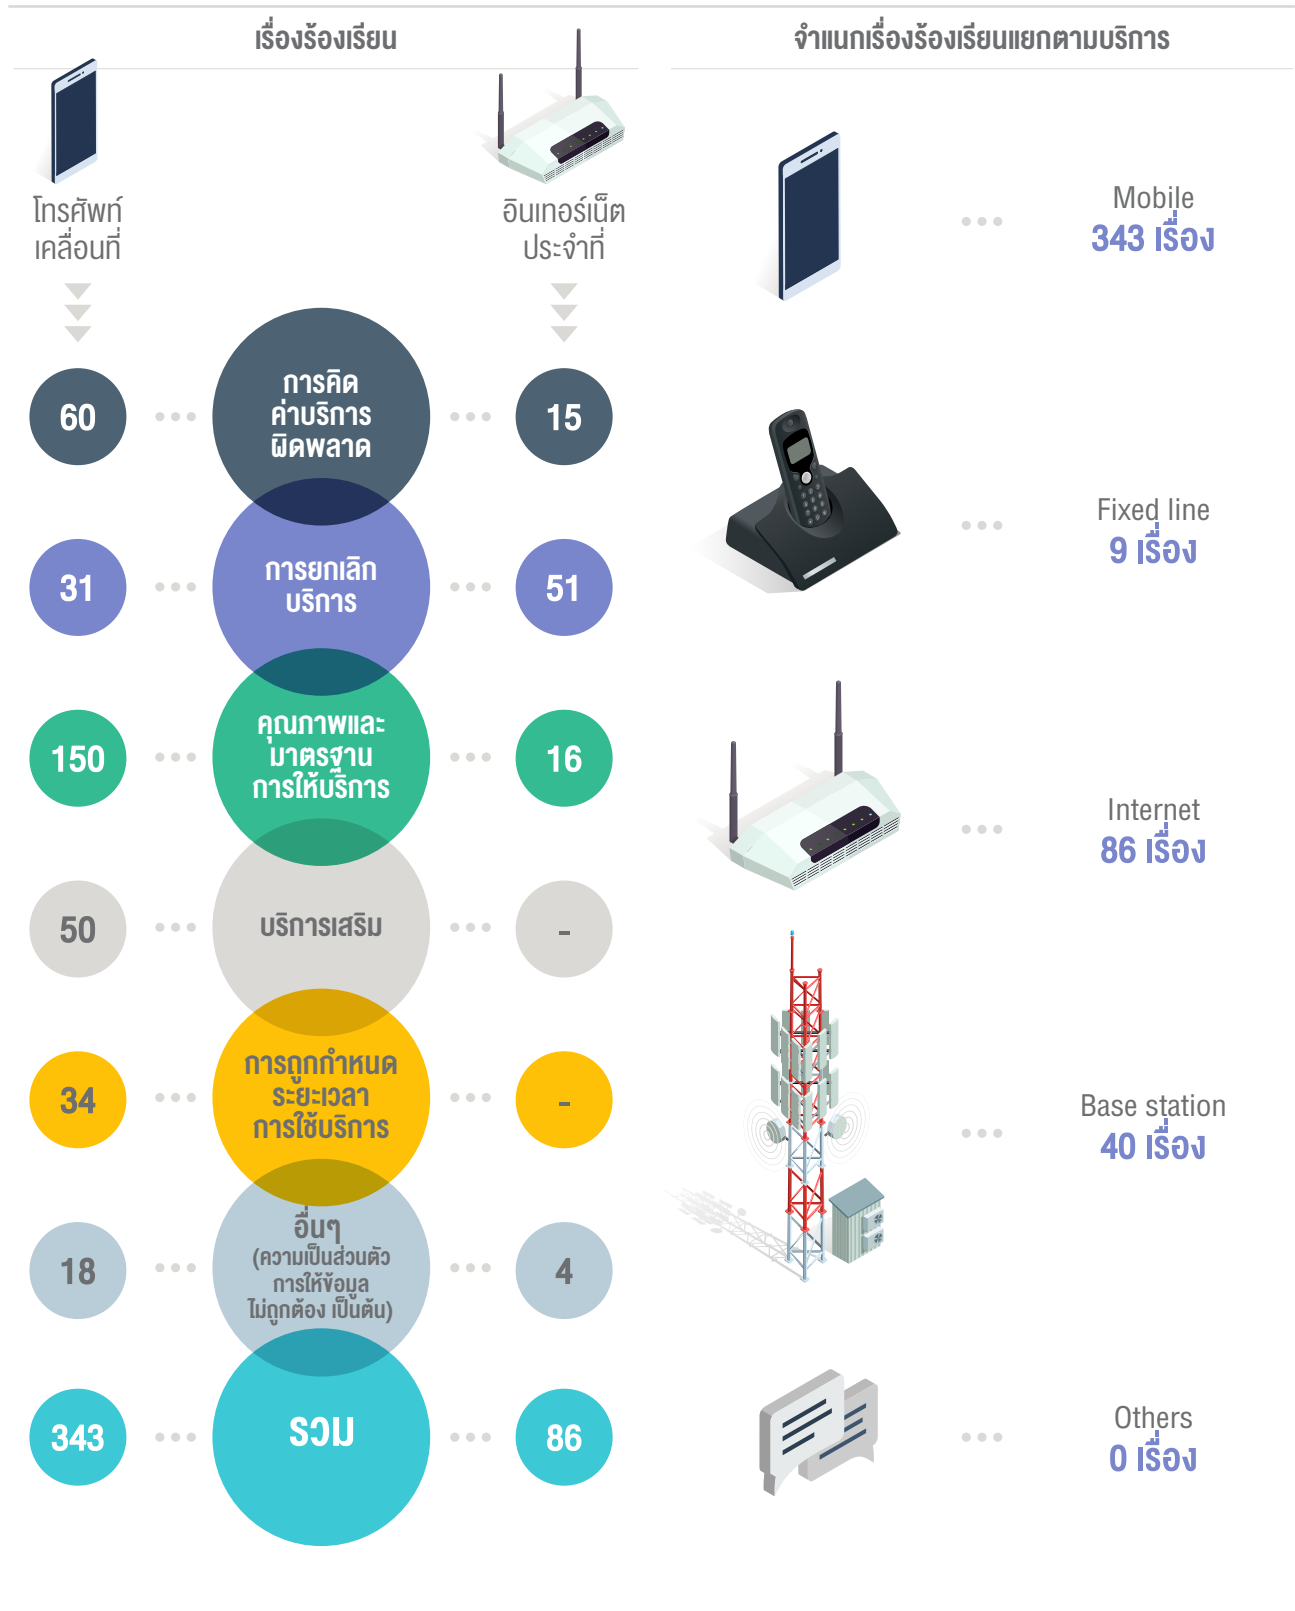 เรื่องร้องเรียน
โทรศัพท์
เคลื่อนที่
อินเทอร์เน็ต
ประจำที่
60
การคิด
ค่าบริการ
ผิดพลาด
15
31
การยกเลิก
บริการ
51
150
คุณภาพและ
มาตรฐาน
การให้บริการ
16
50
บริการเสริม
-
34
การถูกกำหนด
ระยะเวลา
การใช้บริการ
-
18
อื่นๆ
(ความเป็นส่วนตัว
การให้ข้อมูล
ไม่ถูกต้อง เป็นต้น)
4
343
รวม
86
จำแนกเรื่องร้องเรียนแยกตามบริการ
Mobile
343 เรื่อง
Fixed line
9 เรื่อง
Internet
86 เรื่อง
Base station
40 เรื่อง
Others
0 เรื่อง